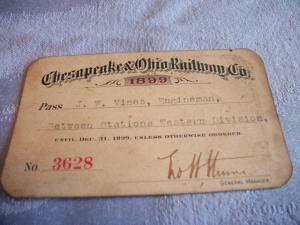 Chesapeake & Ohio Railway Co.
1899
Pass J. W. Vines, Engineman,
Between Stations Western Division,
UNTIL DEC. 31, 1899, UNLESS OTHERWISE ORDERED.
No 3628
GENERAL MANAGER